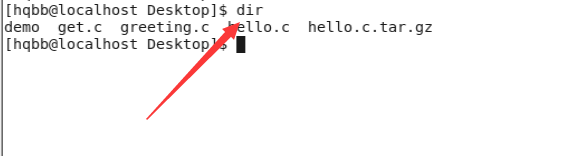 [hqbb@localhost Desktop]$ dir
demo  get.c  greeting.c  hello.c  hello.c.tar.gz
[hqbb@localhost Desktop]$